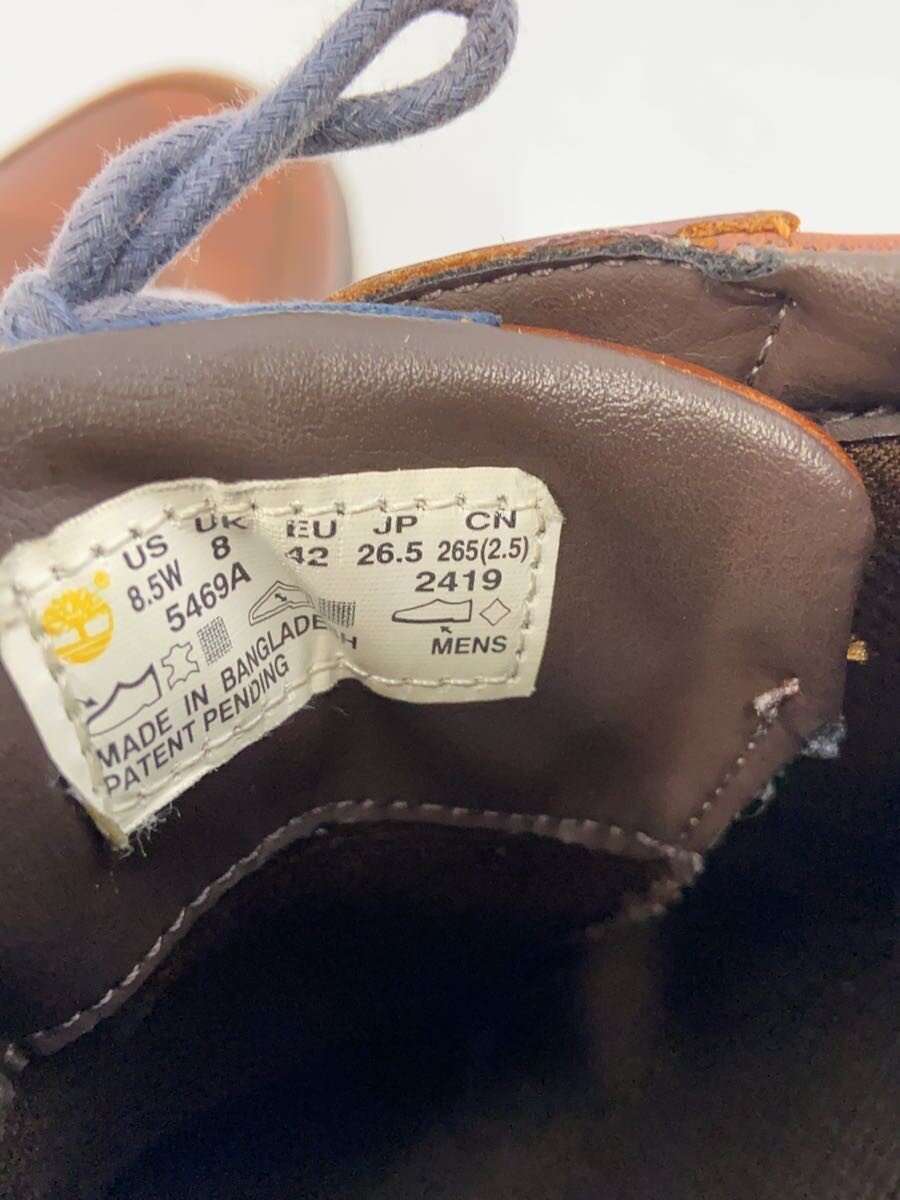 US UK EU JP CN
8.5W 8 42 26.5 265(2.5)
5469A 2419
MENS
MADE IN BANGLADESH
PATENT PENDING